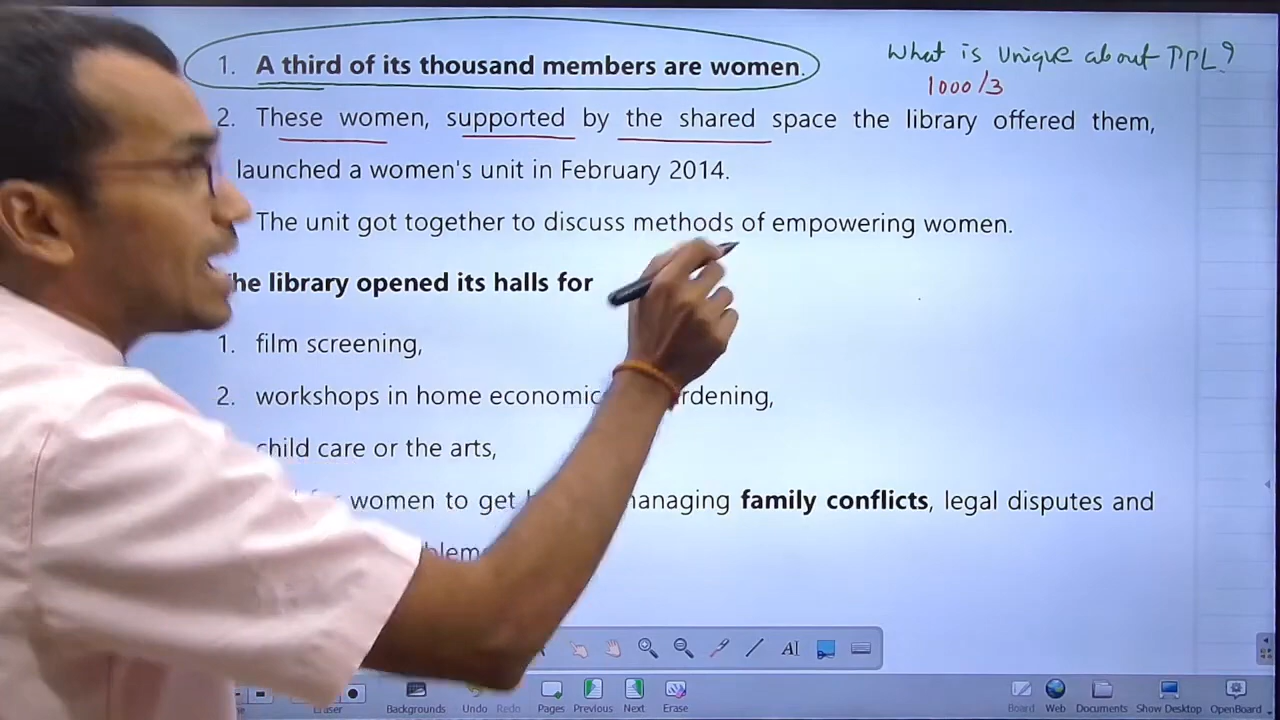 1. A third of its thousand members are women.
What is unique about PPL?
1000/3
2. These women, supported by the shared space the library offered them,
launched a women's unit in February 2014.
The unit got together to discuss methods of empowering women.
he library opened its halls for
1. film screening,
2. workshops in home economic rdening,
child care or the arts,
women to get managing family conflicts, legal disputes and
AI
Eraser
Backgrounds
Undo
Redo
Pages
Previous
Next
Erase
Board
Web
Documents
Show Desktop
OpenBoard